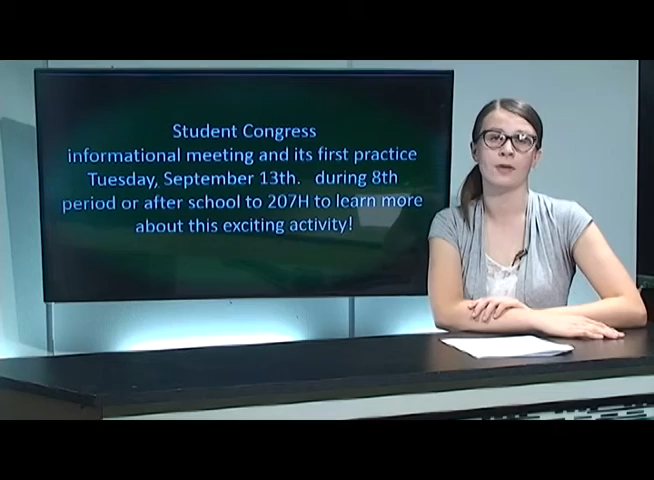 Student Congress
informational meeting and its first practice
Tuesday, September 13th.   during 8th
period or after school to 207H to learn more
about this exciting activity!